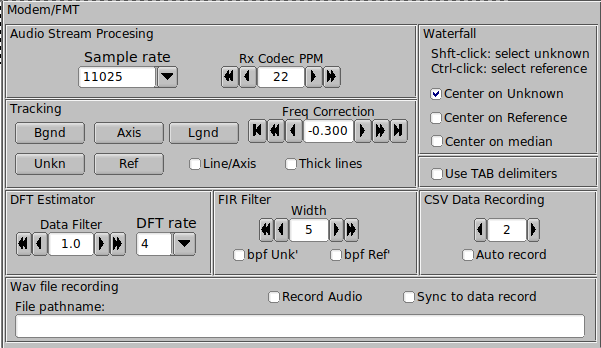 Modem/FMT
Audio Stream Procesing
Sample rate
11025
Rx Codec PPM
22
Waterfall
Shft-click: select unknown
Ctrl-click: select reference
Center on Unknown
Center on Reference
Center on median
Use TAB delimiters
Tracking
Freq Correction
Bgnd Axis Lgnd -0.300
Unkn Ref Line/Axis Thick lines
DFT Estimator
Data Filter
1.0
DFT rate
4
FIR Filter
Width
5
bpf Unk' bpf Ref'
CSV Data Recording
2
Auto record
Wav file recording
Record Audio Sync to data record
File pathname: